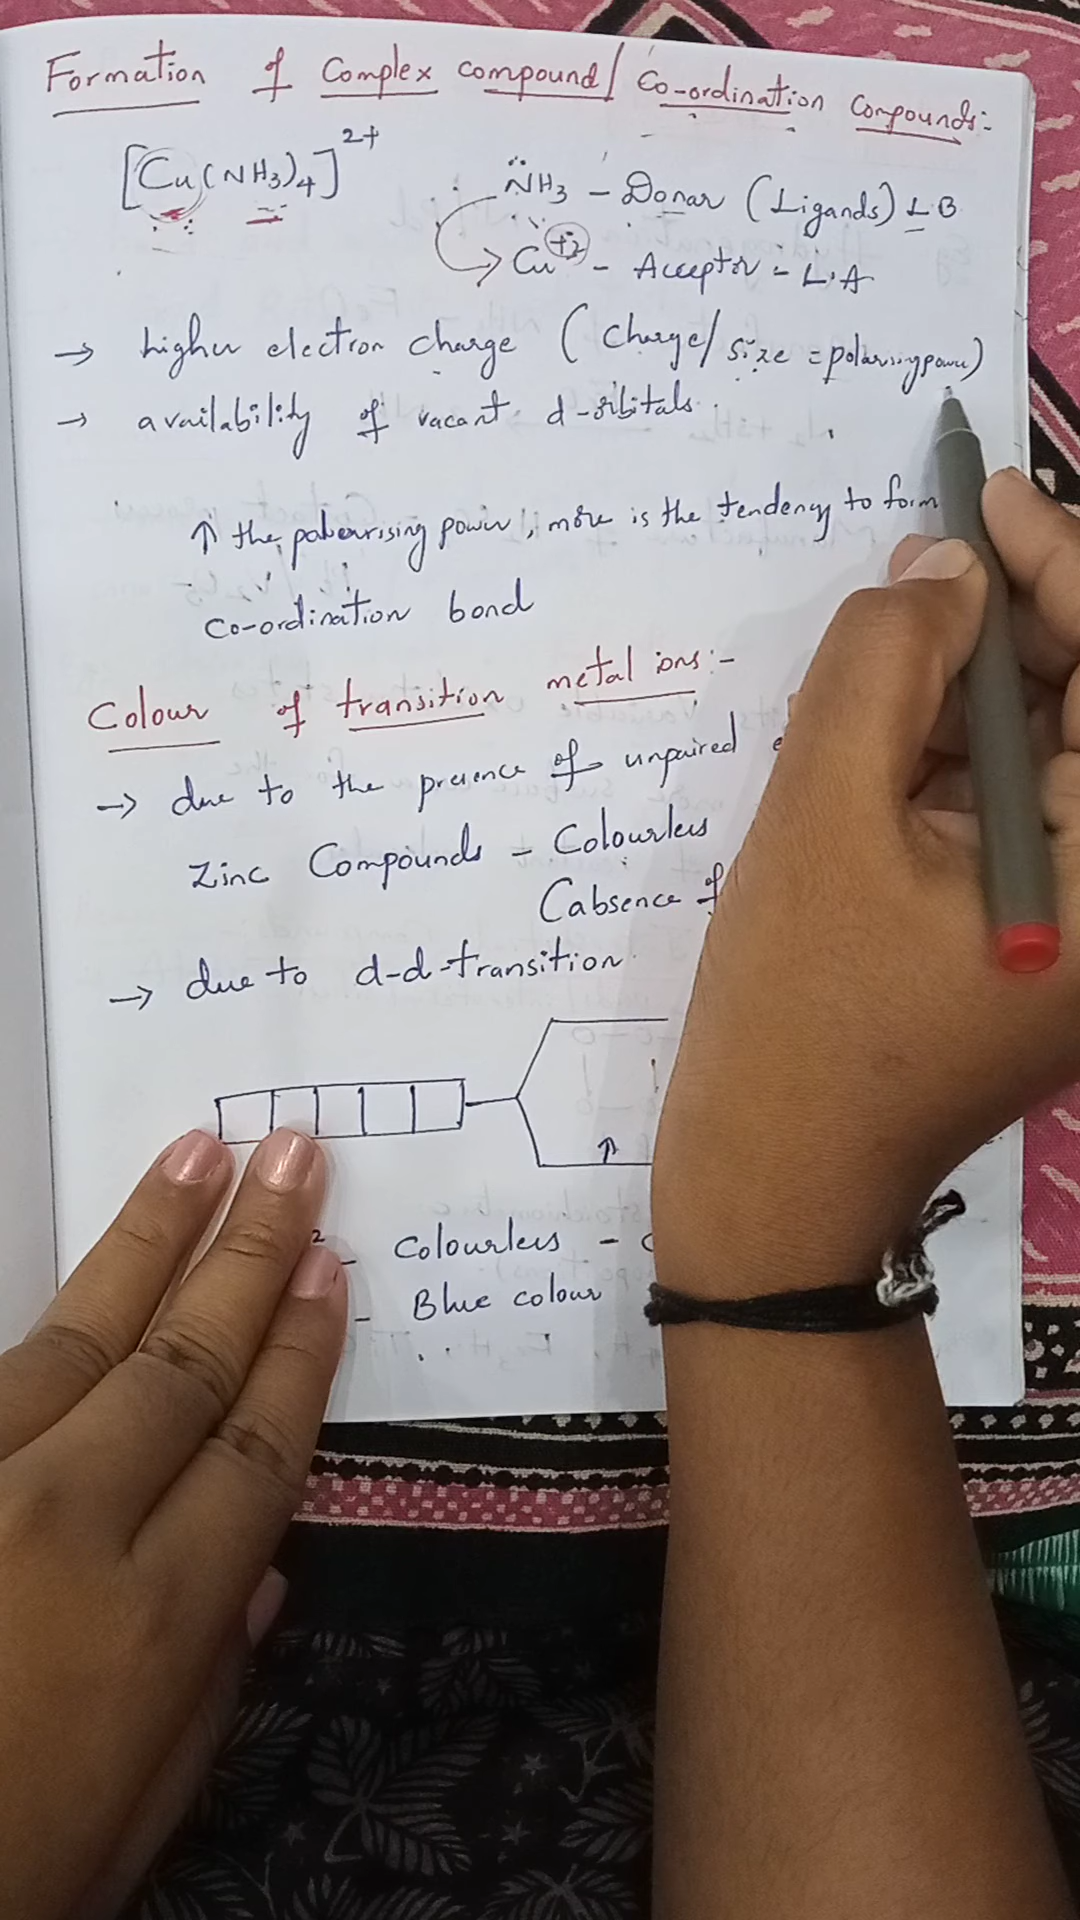 Formation of Complex compound/ Co-ordination Compounds:-
[Cu(NH3)4]2+
NH3 - Donar (Ligands) LB
Cu+2 - Acceptor - L.A
→ higher electron charge (Charge/size = polarising power)
→ availability of vacant d-orbitals.
↑ the polarising power, more is the tendency to form
Co-ordination bond
Colour of transition metal ions:-
→ due to the presence of unpaired
Zinc Compounds - Colourless
(absence of
→ due to d-d-transition
↑
2 - Colourless -
- Blue colour